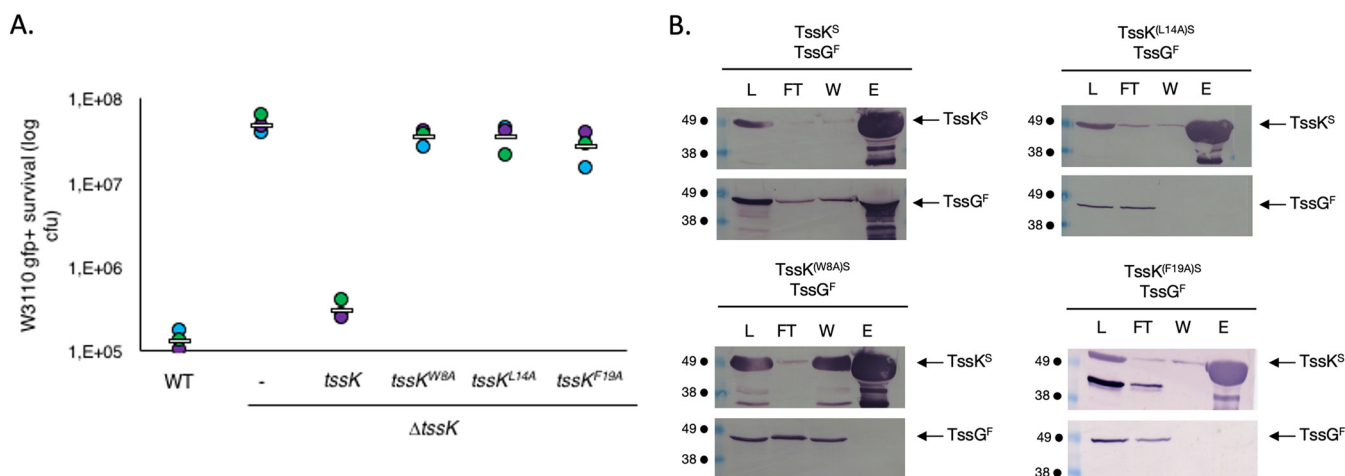 A.
W3110 gfp+ survival (log
cfu)
1,E+08
1,E+07
1,E+06
1,E+05
WT
-
tssK
tssK^W8A
tssK^L14A
tssK^F19A
ΔtssK
B.
TssK^S
TssG^F
L FT W E
49
38
TssK^S
49
38
TssG^F
TssK^(L14A)S
TssG^F
L FT W E
49
38
TssK^S
49
38
TssG^F
TssK^(W8A)S
TssG^F
L FT W E
49
38
TssK^S
49
38
TssG^F
TssK^(F19A)S
TssG^F
L FT W E
49
38
TssK^S
49
38
TssG^F